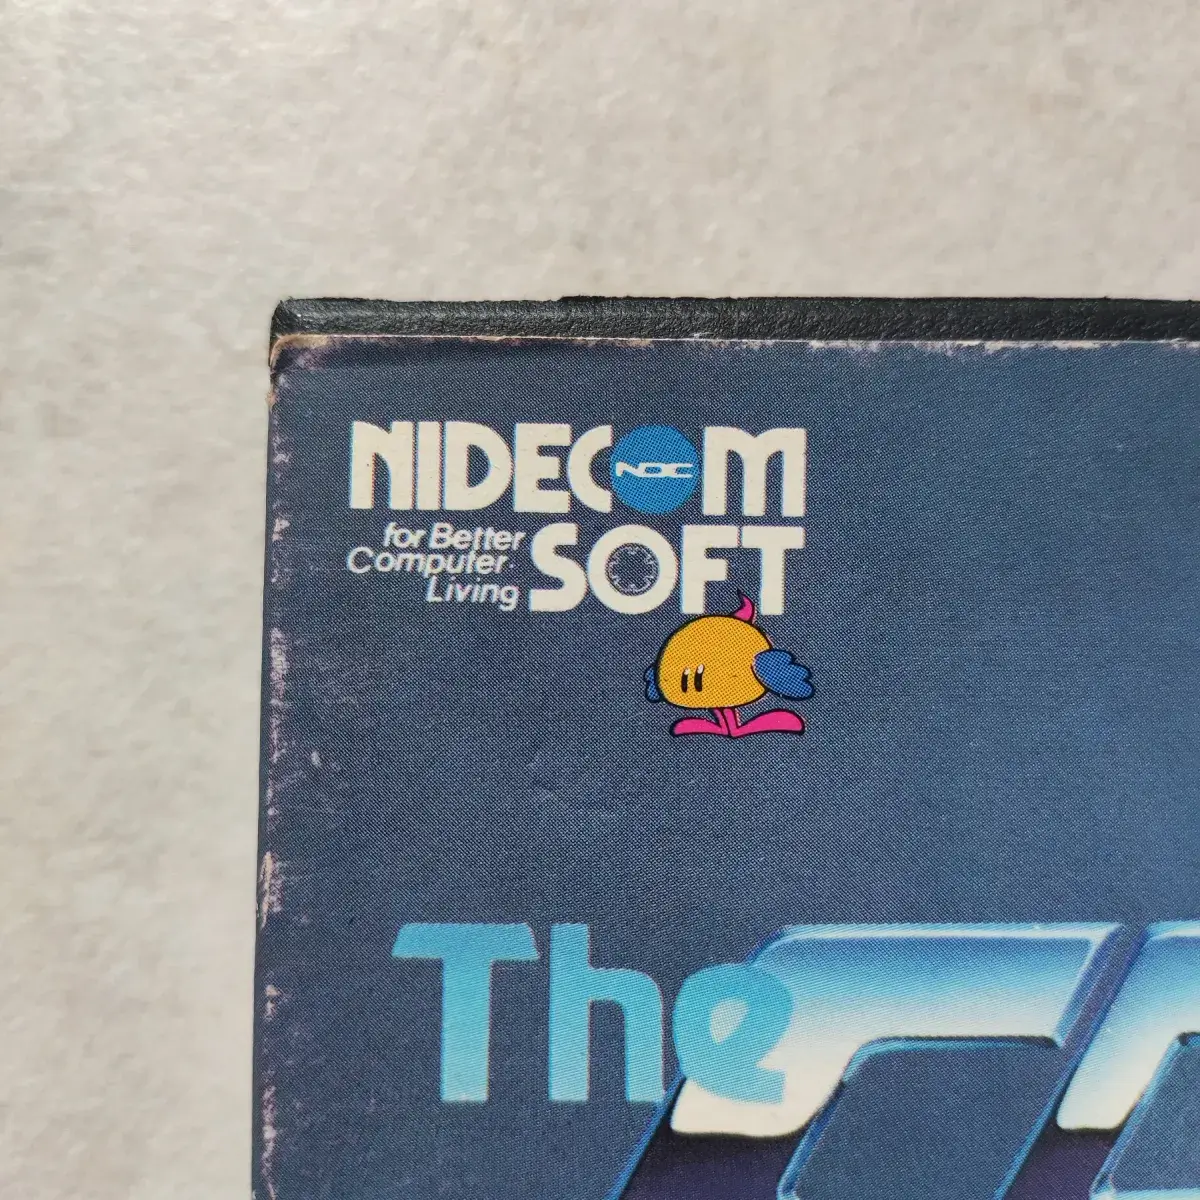 NIDECOM
NDC
for Better
Computer
Living
SOFT
The